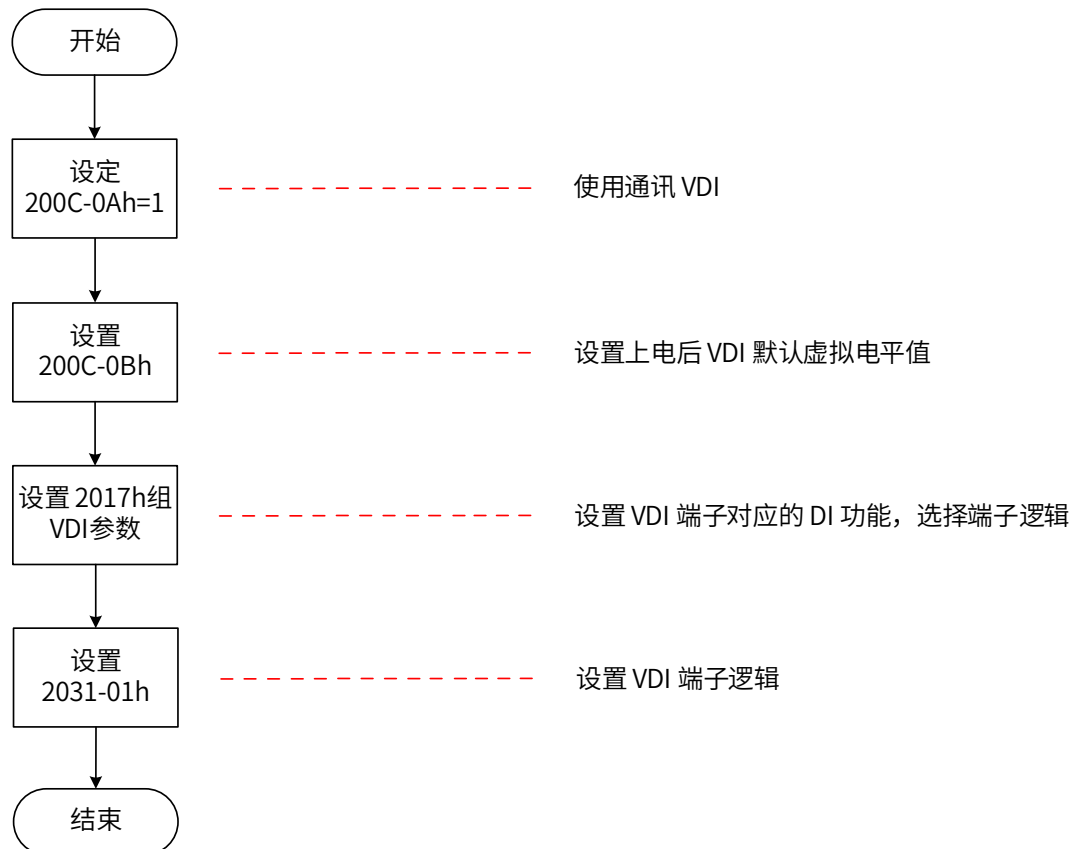 开始
设定
200C-0Ah=1
使用通讯 VDI
设置
200C-0Bh
设置上电后 VDI 默认虚拟电平值
设置 2017h组
VDI参数
设置 VDI 端子对应的 DI 功能，选择端子逻辑
设置
2031-01h
设置 VDI 端子逻辑
结束